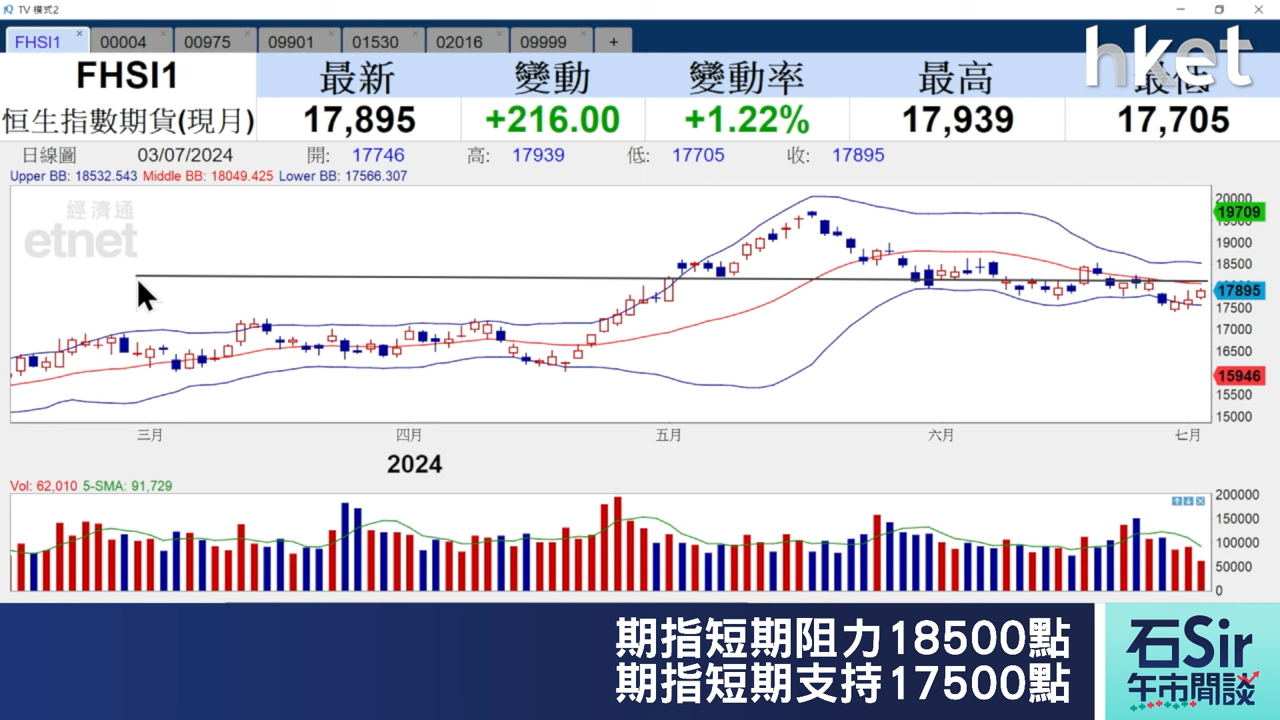 TV 模式2
FHSI1 00004 00975 09901 01530 02016 09999 +
hket
FHSI1 最新 變動 變動率 最高 最低
恒生指數期貨(現月) 17,895 +216.00 +1.22% 17,939 17,705
日線圖 03/07/2024 開: 17746 高: 17939 低: 17705 收: 17895
Upper BB: 18532.543 Middle BB: 18049.425 Lower BB: 17566.307
經濟通
etnet
20000
19709
19000
18500
17895
17500
17000
16500
15946
15500
15000
三月 四月 五月 六月 七月
2024
Vol: 62,010 5-SMA: 91,729
200000
150000
100000
50000
0
期指短期阻力18500點
期指短期支持17500點
石Sir
午市閒談